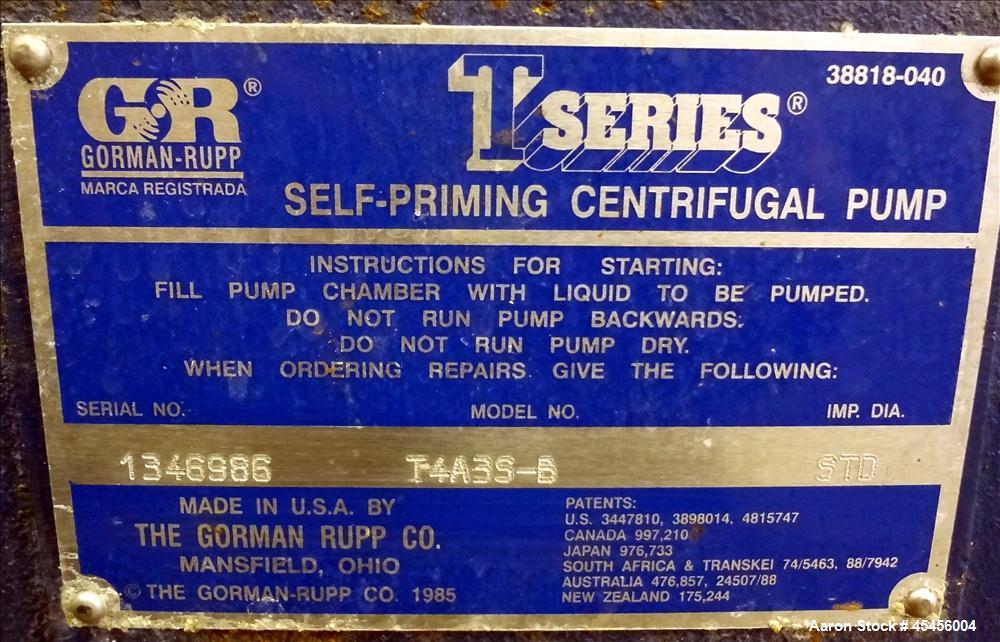 38818-040
GR®
GORMAN-RUPP
MARCA REGISTRADA
T SERIES®
SELF-PRIMING CENTRIFUGAL PUMP
INSTRUCTIONS FOR STARTING:
FILL PUMP CHAMBER WITH LIQUID TO BE PUMPED.
DO NOT RUN PUMP BACKWARDS.
DO NOT RUN PUMP DRY.
WHEN ORDERING REPAIRS GIVE THE FOLLOWING:
SERIAL NO. MODEL NO. IMP. DIA.
1346986 T4A3S-B STD
MADE IN U.S.A. BY
THE GORMAN RUPP CO.
MANSFIELD, OHIO
© THE GORMAN-RUPP CO. 1985
PATENTS:
U.S. 3447810, 3898014, 4815747
CANADA 997,210
JAPAN 976,733
SOUTH AFRICA & TRANSKEI 74/5463, 88/7942
AUSTRALIA 476,857, 24507/88
NEW ZEALAND 175,244
Aaron Stock # 45456004